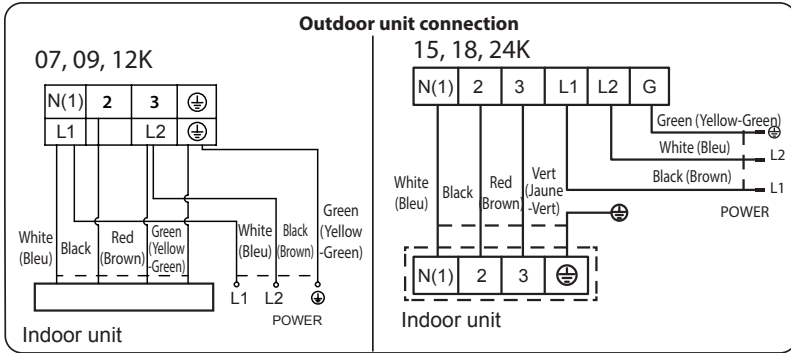 Outdoor unit connection
07, 09, 12K
N(1) 2 3
L1 L2
White
(Bleu)
Black
Red
(Brown)
Green
(Yellow
-Green)
White
(Bleu)
Black
(Brown)
Green
(Yellow
-Green)
L1 L2
POWER
Indoor unit
15, 18, 24K
N(1) 2 3 L1 L2 G
Green (Yellow-Green)
White (Bleu) L2
Black (Brown) L1
POWER
White
(Bleu)
Black
Red
(Brown)
Vert
(Jaune
-Vert)
N(1) 2 3
Indoor unit